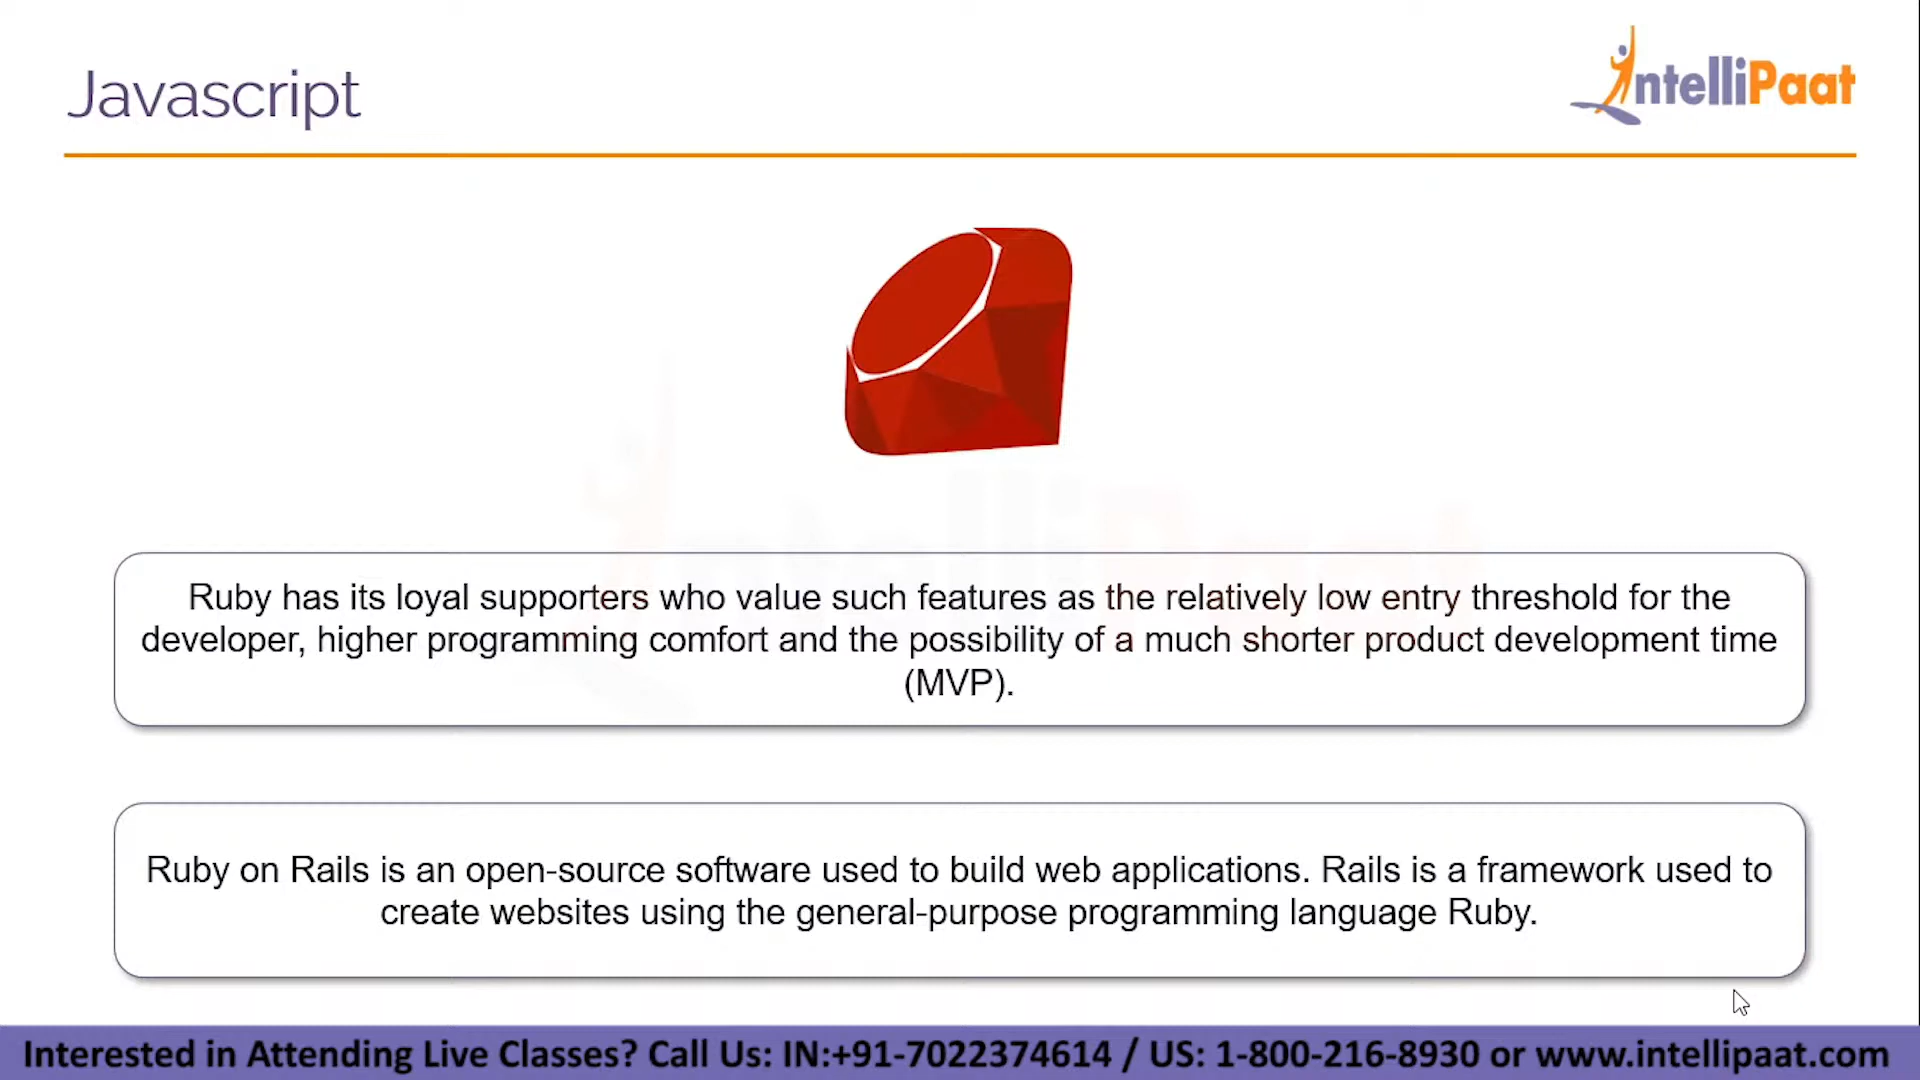 Javascript
IntelliPaat
Ruby has its loyal supporters who value such features as the relatively low entry threshold for the
developer, higher programming comfort and the possibility of a much shorter product development time
(MVP).
Ruby on Rails is an open-source software used to build web applications. Rails is a framework used to
create websites using the general-purpose programming language Ruby.
Interested in Attending Live Classes? Call Us: IN:+91-7022374614 / US: 1-800-216-8930 or www.intellipaat.com